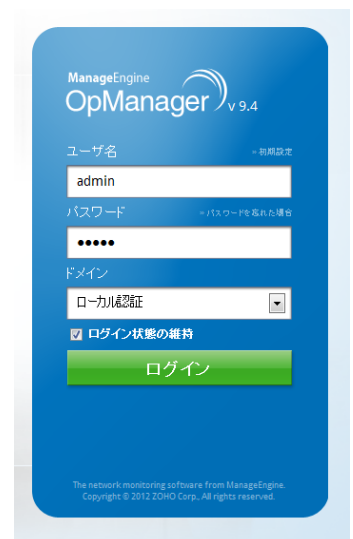 ManageEngine
OpManager v 9.4
ユーザ名 » 初期設定
admin
パスワード » パスワードを忘れた場合
●●●●●
ドメイン
ローカル認証
ログイン状態の維持
ログイン
The network monitoring software from ManageEngine.
Copyright © 2012 ZOHO Corp., All rights reserved.